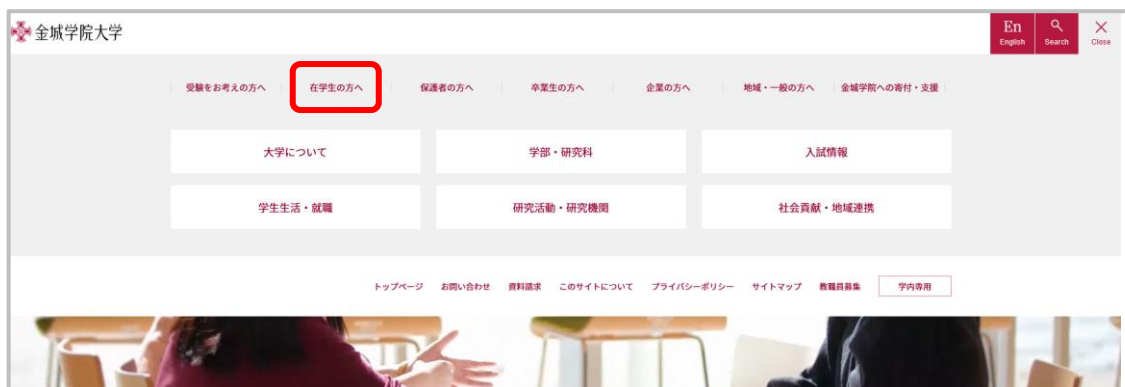 金城学院大学
En
English
Search
Close
受験をお考えの方へ 在学生の方へ 保護者の方へ 卒業生の方へ 企業の方へ 地域・一般の方へ 金城学院への寄付・支援
大学について 学部・研究科 入試情報
学生生活・就職 研究活動・研究機関 社会貢献・地域連携
トップページ お問い合わせ 資料請求 このサイトについて プライバシーポリシー サイトマップ 教職員募集 学内専用